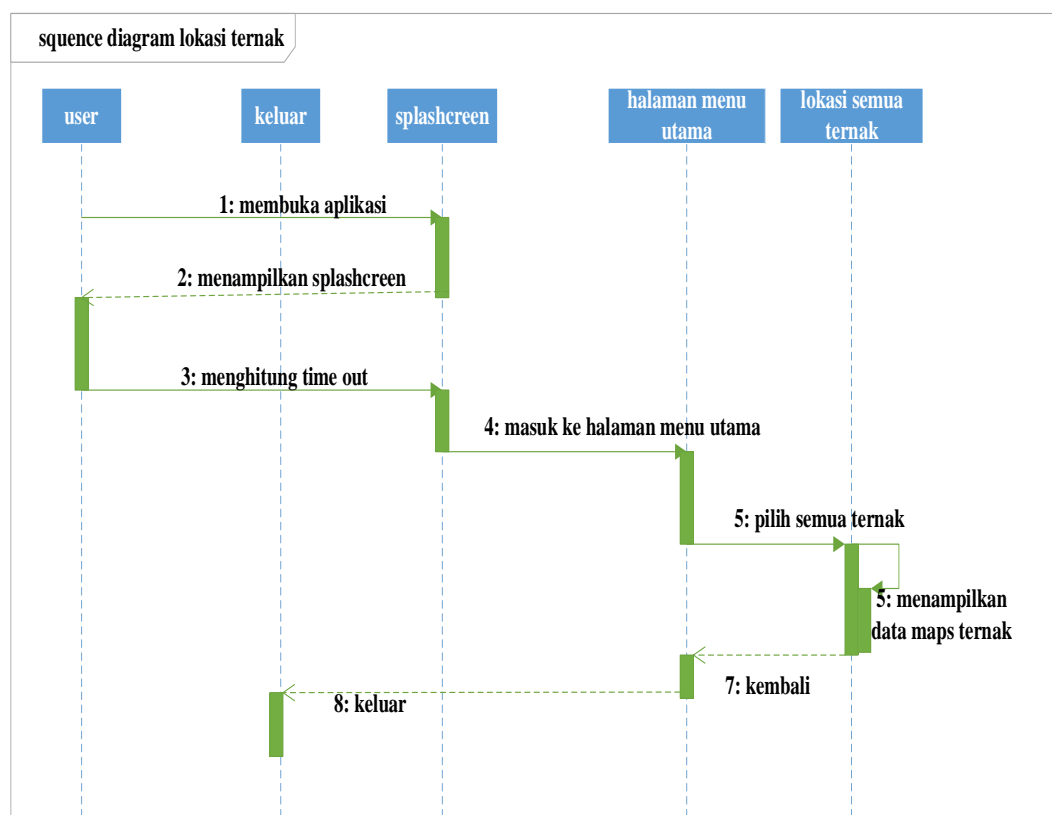 squence diagram lokasi ternak
user
keluar
splashcreen
halaman menu
utama
lokasi semua
ternak
1: membuka aplikasi
2: menampilkan splashcreen
3: menghitung time out
4: masuk ke halaman menu utama
5: pilih semua ternak
5: menampilkan
data maps ternak
7: kembali
8: keluar